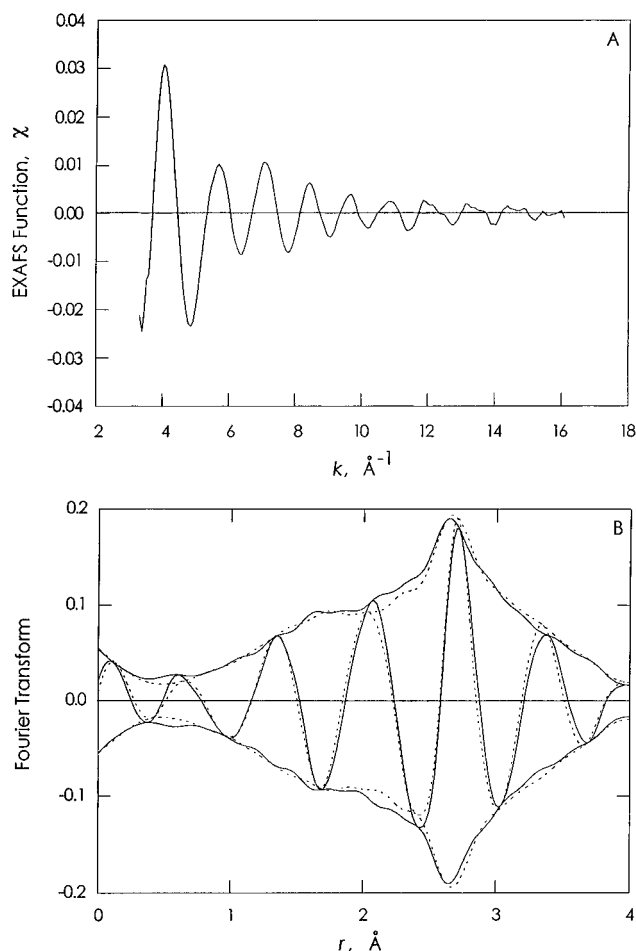 A
0.04
0.03
0.02
0.01
0.00
-0.01
-0.02
-0.03
-0.04
EXAFS Function, χ
2 4 6 8 10 12 14 16 18
k, Å⁻¹
B
0.2
0.1
0.0
-0.1
-0.2
Fourier Transform
0 1 2 3 4
r, Å